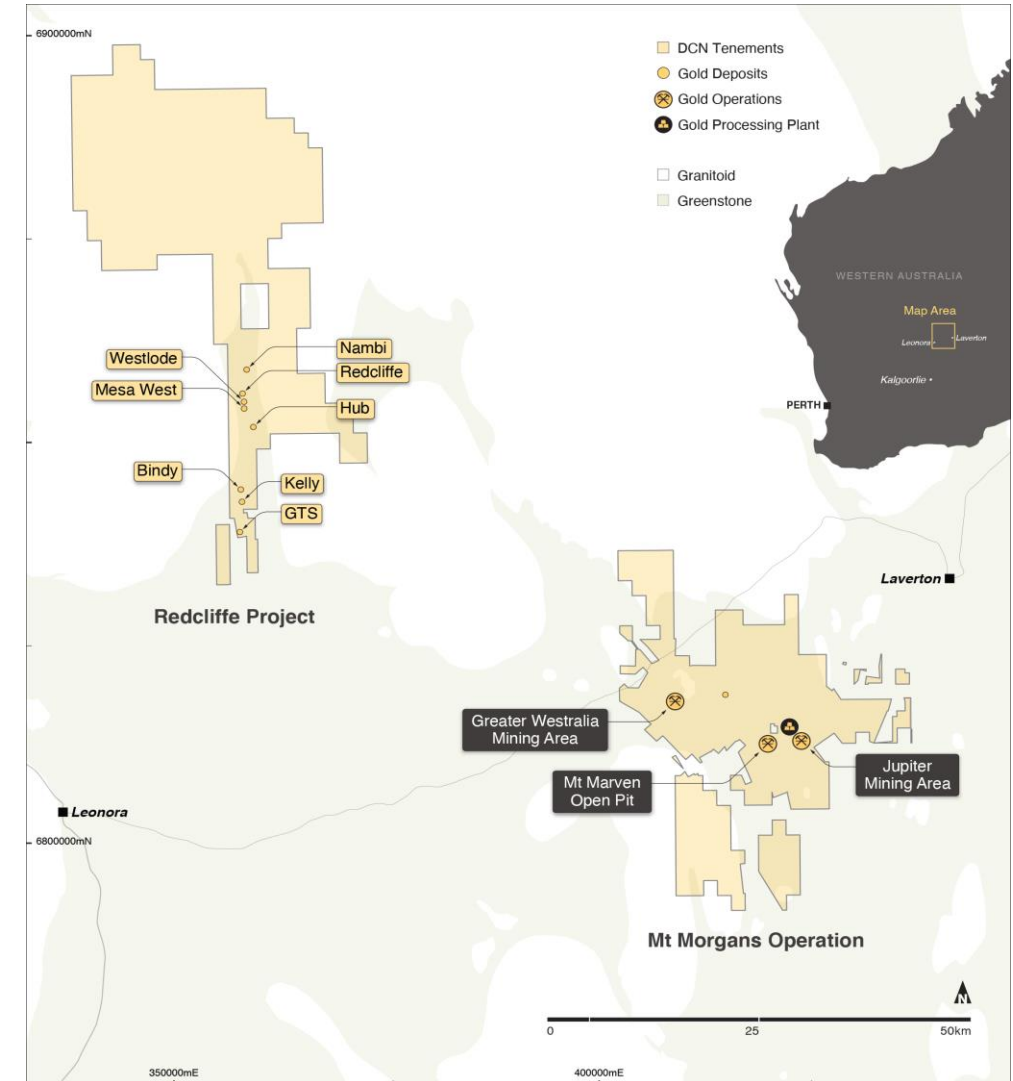 6900000mN
DCN Tenements
Gold Deposits
Gold Operations
Gold Processing Plant
Granitoid
Greenstone
WESTERN AUSTRALIA
Map Area
Leonora
Laverton
Kalgoorlie
PERTH
Nambi
Westlode
Redcliffe
Mesa West
Hub
Bindy
Kelly
GTS
Redcliffe Project
Laverton
Greater Westralia
Mining Area
Mt Marven
Open Pit
Jupiter
Mining Area
Leonora
6800000mN
Mt Morgans Operation
N
0
25
50km
350000mE
400000mE